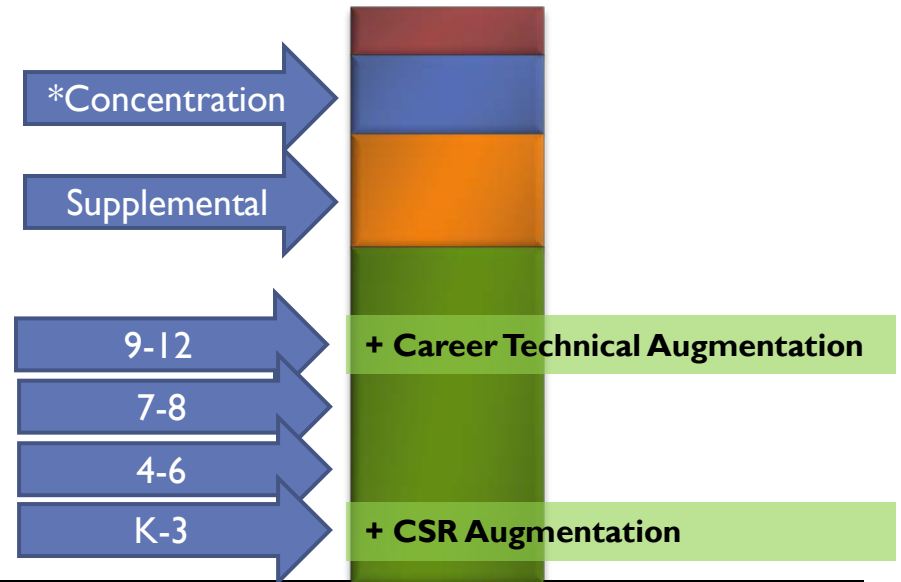 *Concentration
Supplemental
9-12
+ Career Technical Augmentation
7-8
4-6
K-3
+ CSR Augmentation